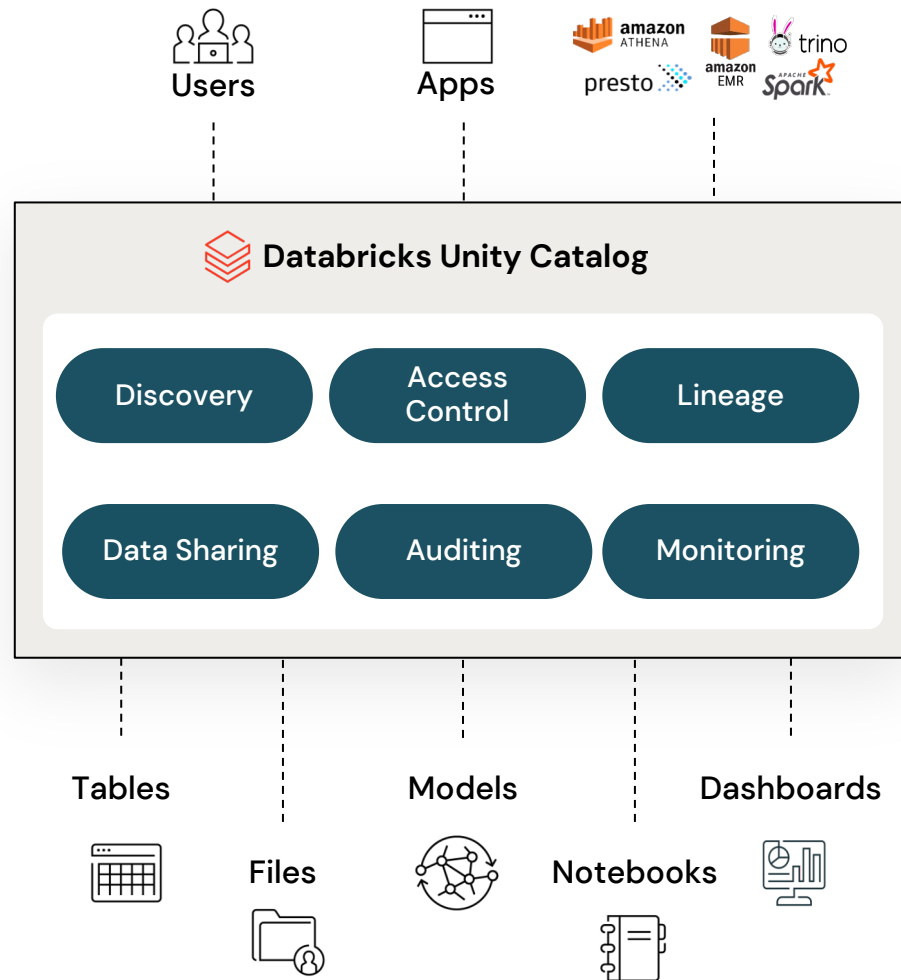 Users
Apps
amazon
ATHENA
presto
amazon
EMR
trino
APACHE
Spark™
Databricks Unity Catalog
Discovery
Access
Control
Lineage
Data Sharing
Auditing
Monitoring
Tables
Files
Models
Notebooks
Dashboards